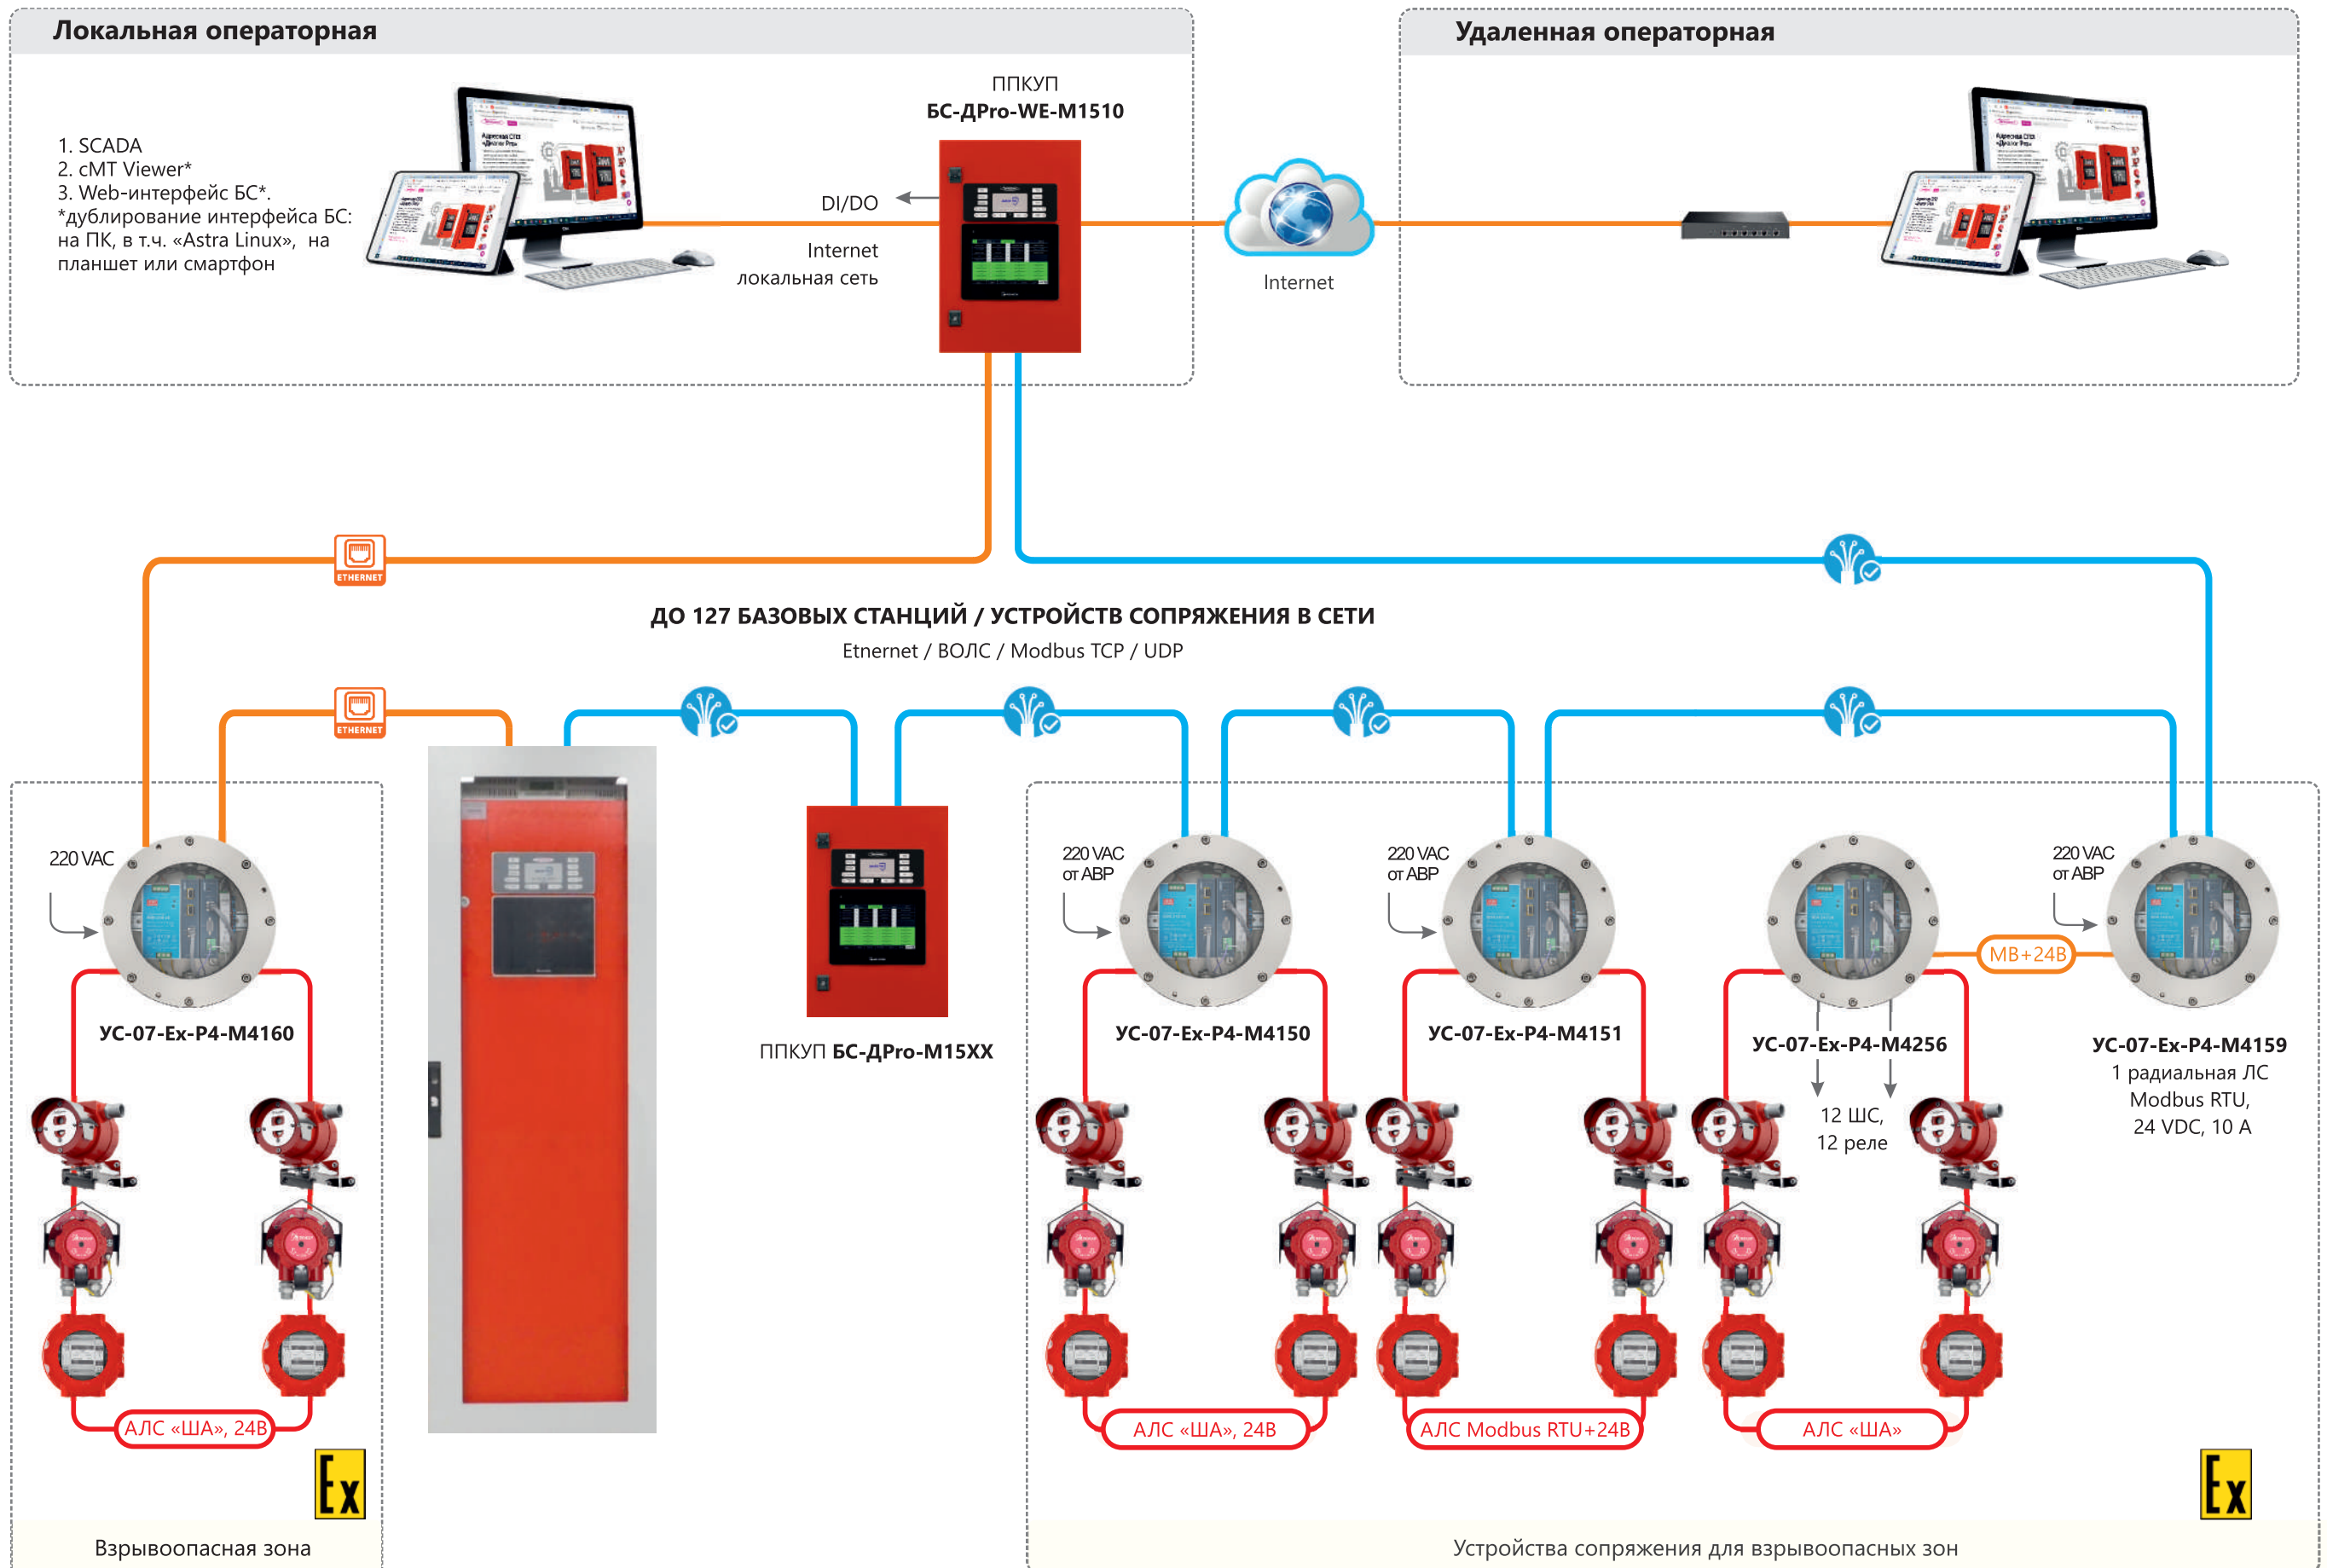 Локальная операторная
Удаленная операторная
1. SCADA
2. cMT Viewer*
3. Web-интерфейс БС*.
*дублирование интерфейса БС:
на ПК, в т.ч. «Astra Linux», на
планшет или смартфон
ППКУП
БС-ДPro-WE-M1510
DI/DO
Internet
локальная сеть
Internet
ETHERNET
ДО 127 БАЗОВЫХ СТАНЦИЙ / УСТРОЙСТВ СОПРЯЖЕНИЯ В СЕТИ
Etnernet / ВОЛС / Modbus TCP / UDP
ETHERNET
220 VAC
220 VAC
от АВР
220 VAC
от АВР
220 VAC
от АВР
МВ+24В
УС-07-Ex-P4-M4160
ППКУП БС-ДPro-M15XX
УС-07-Ex-P4-M4150
УС-07-Ex-P4-M4151
УС-07-Ex-P4-M4256
12 ШС,
12 реле
УС-07-Ex-P4-M4159
1 радиальная ЛС
Modbus RTU,
24 VDC, 10 A
АЛС «ША», 24В
АЛС «ША», 24В
АЛС Modbus RTU+24В
АЛС «ША»
Ex
Ex
Взрывоопасная зона
Устройства сопряжения для взрывоопасных зон